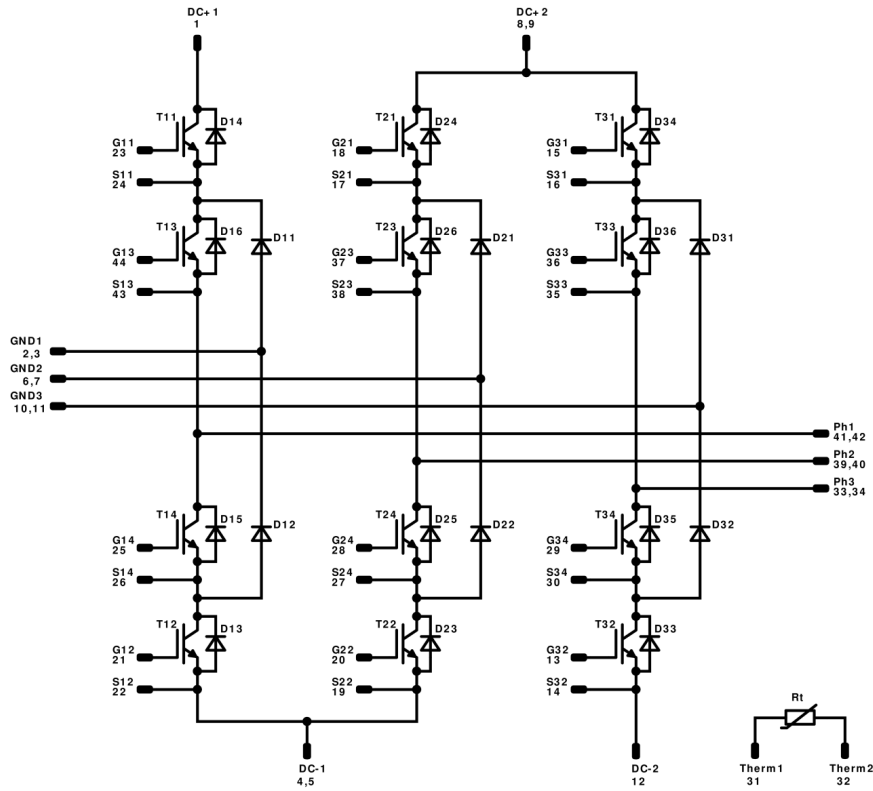 DC+1
1
DC+2
8,9
T11
D14
G11
23
S11
24
T21
D24
G21
18
S21
17
T31
D34
G31
15
S31
16
T13
D16
D11
G13
44
S13
43
T23
D26
D21
G23
37
S23
38
T33
D36
D31
G33
36
S33
35
GND1
2,3
GND2
6,7
GND3
10,11
Ph1
41,42
Ph2
39,40
Ph3
33,34
T14
D15
D12
G14
25
S14
26
T24
D25
D22
G24
28
S24
27
T34
D35
D32
G34
29
S34
30
T12
D13
G12
21
S12
22
T22
D23
G22
20
S22
19
T32
D33
G32
13
S32
14
Rt
DC-1
4,5
DC-2
12
Therm1
31
Therm2
32